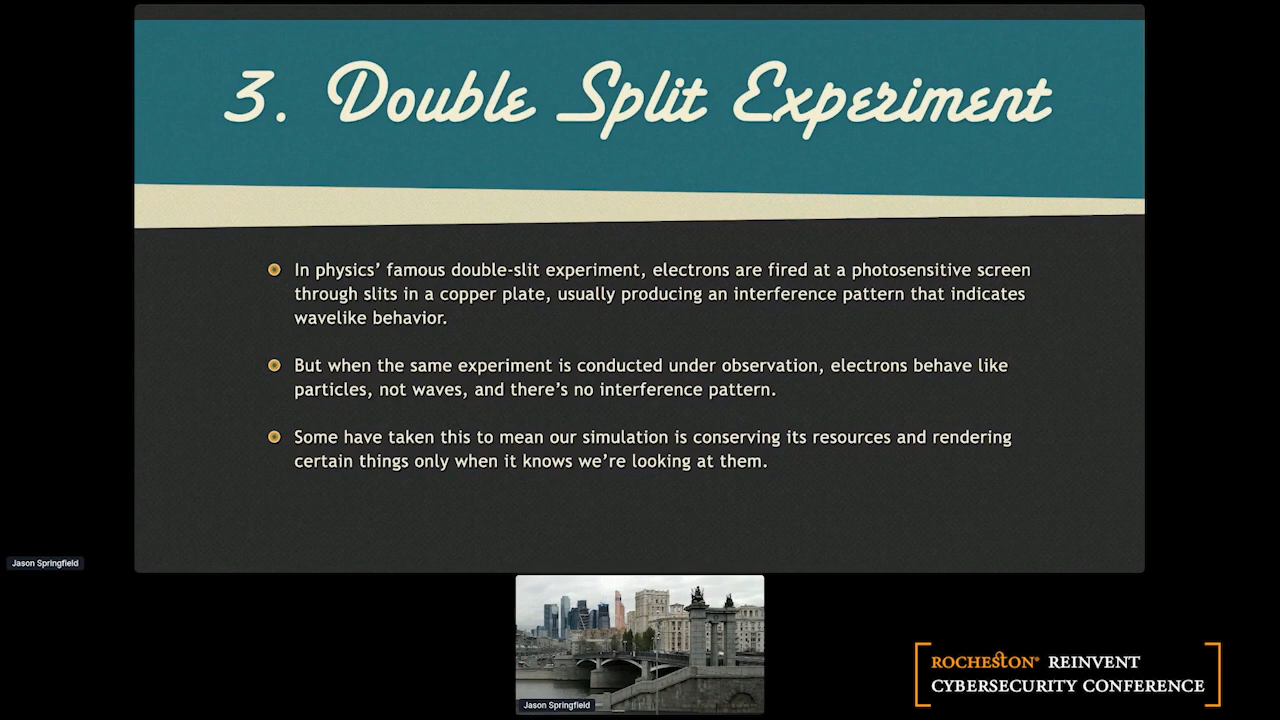 3. Double Split Experiment
In physics’ famous double-slit experiment, electrons are fired at a photosensitive screen
through slits in a copper plate, usually producing an interference pattern that indicates
wavelike behavior.
But when the same experiment is conducted under observation, electrons behave like
particles, not waves, and there’s no interference pattern.
Some have taken this to mean our simulation is conserving its resources and rendering
certain things only when it knows we’re looking at them.
Jason Springfield
Jason Springfield
ROCHESTON® REINVENT
CYBERSECURITY CONFERENCE